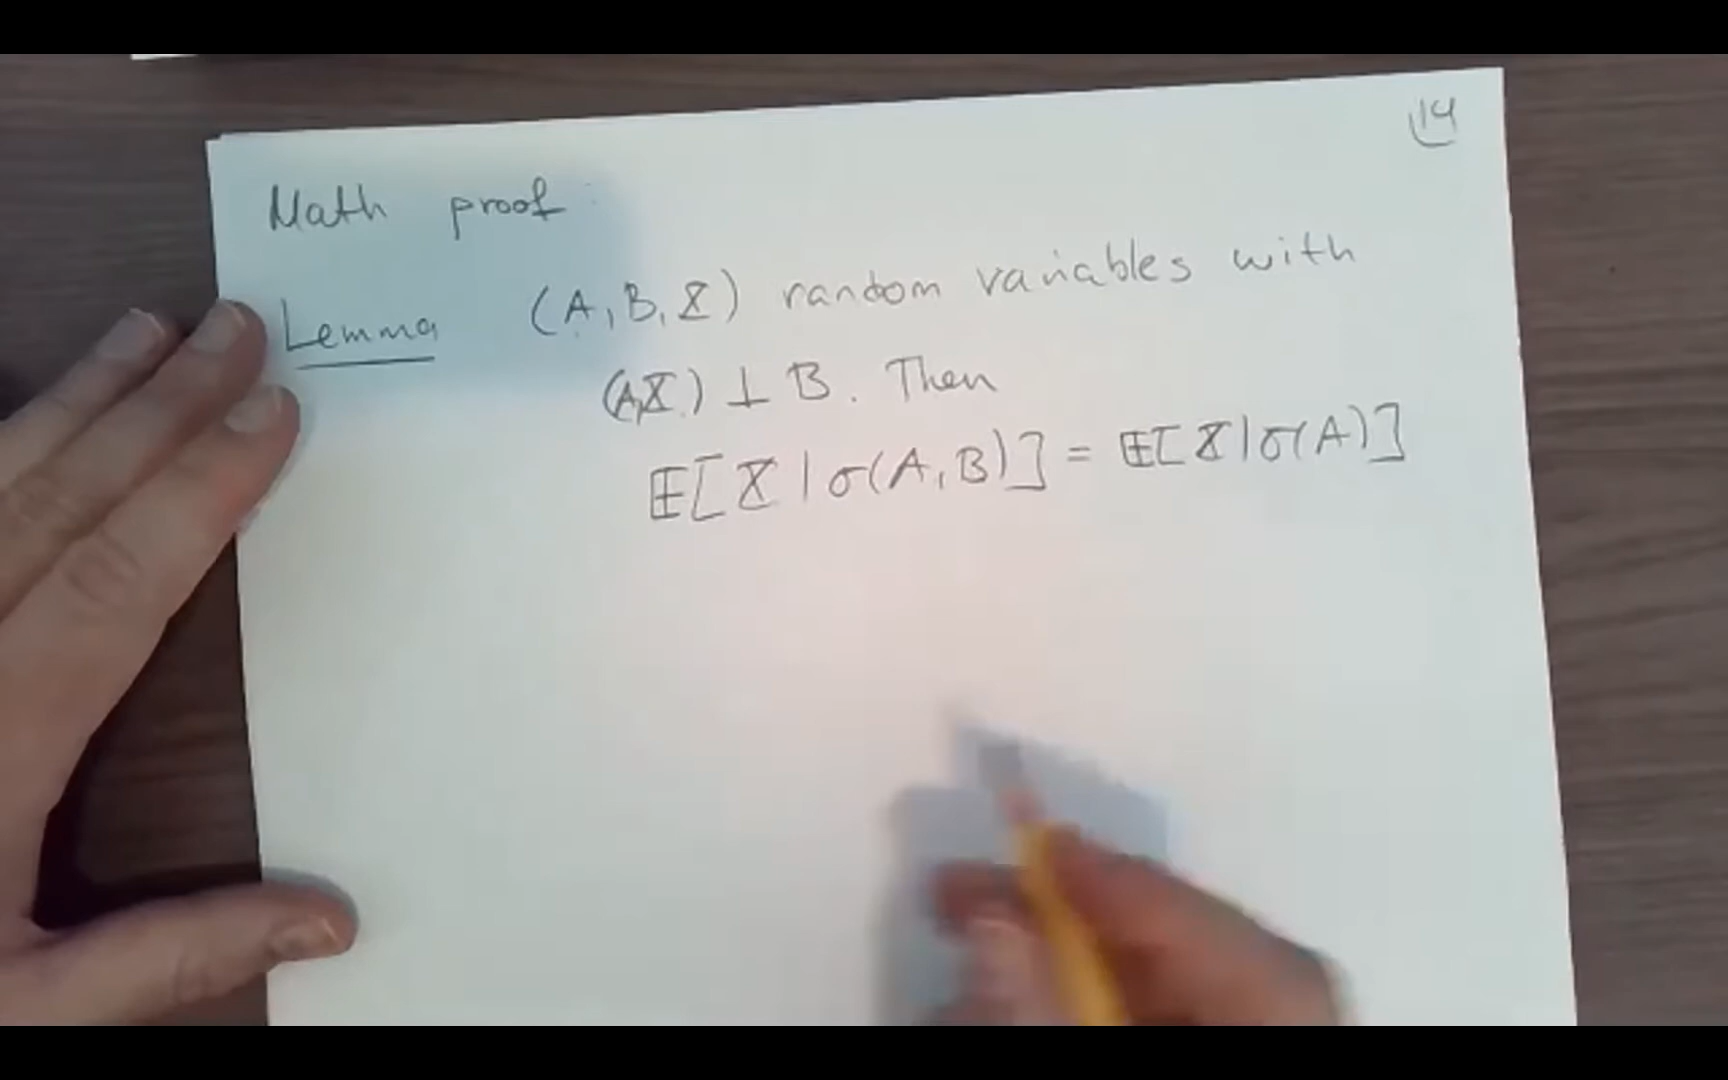 14
Math proof
Lemma (A, B, X) random variables with
(A,X) ⊥ B. Then
𝔼[X | σ(A, B)] = 𝔼[X | σ(A)]